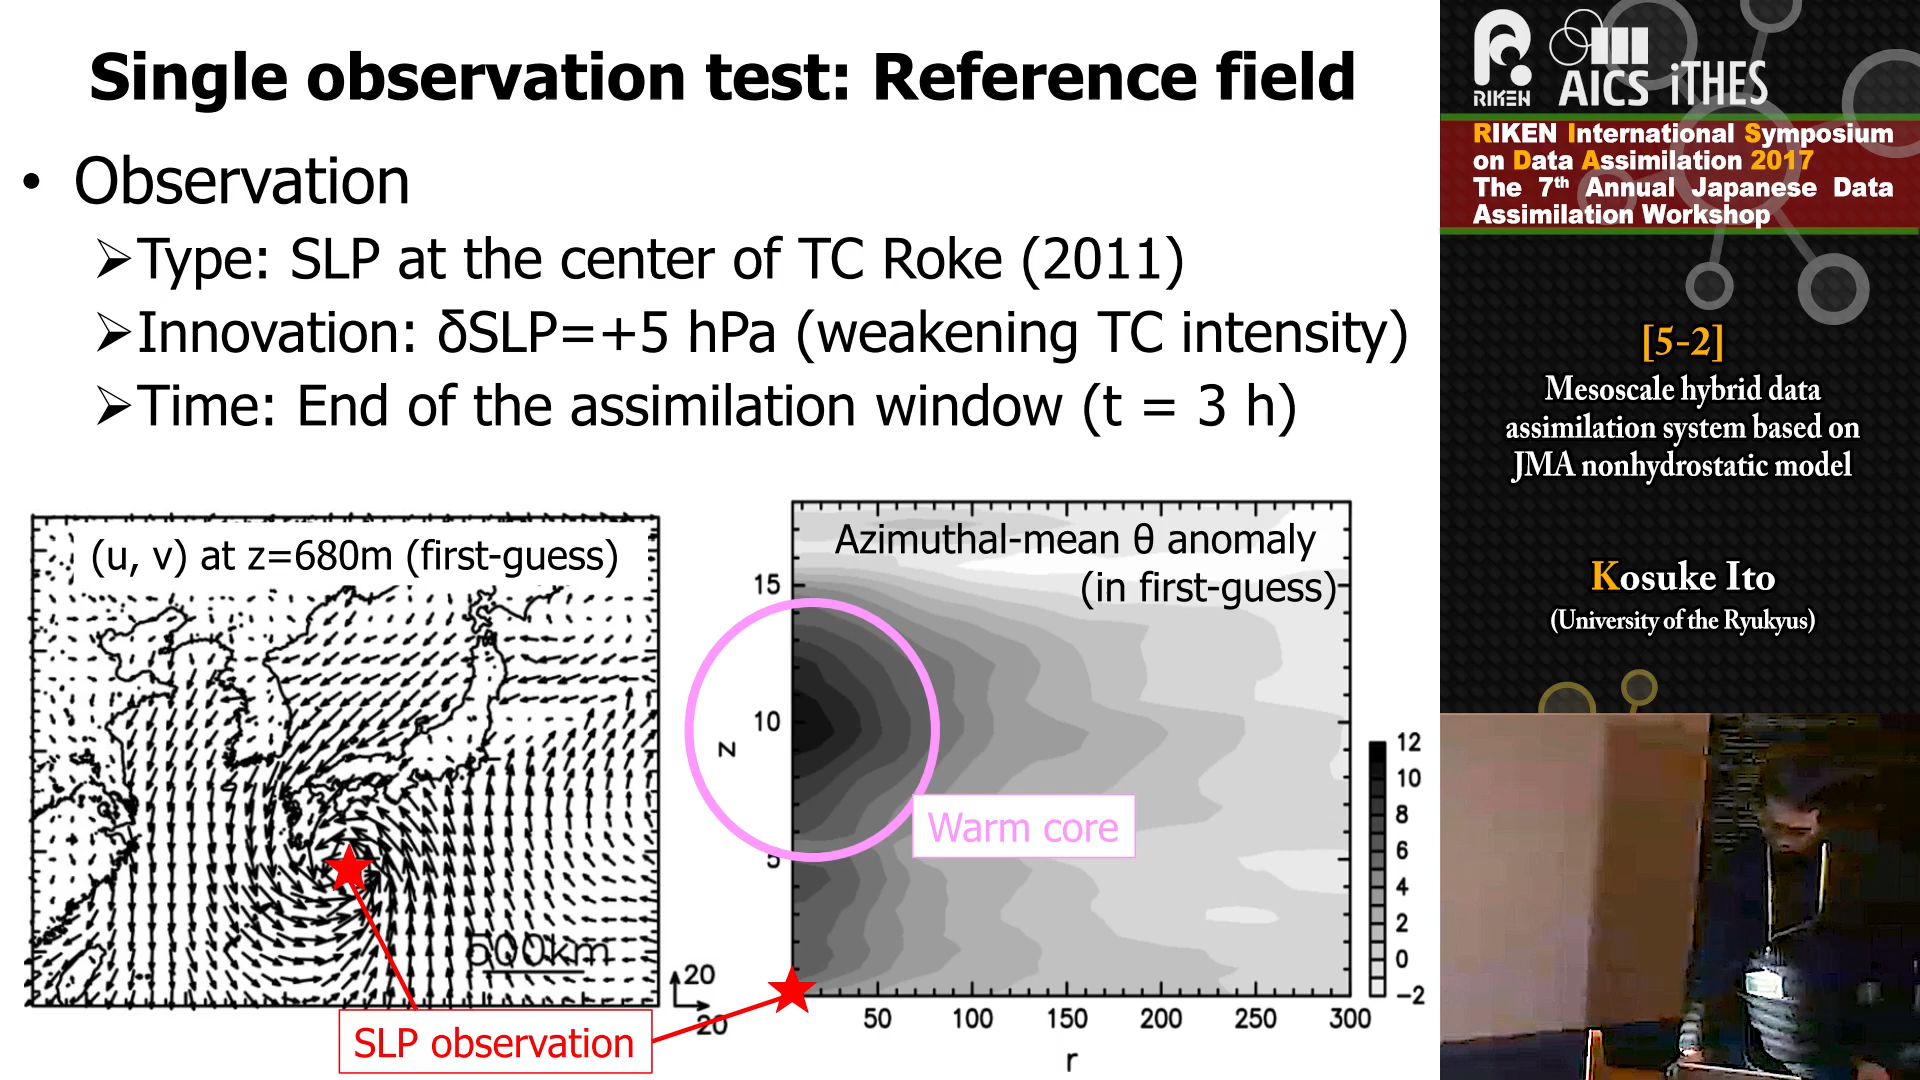 Single observation test: Reference field
• Observation
➢Type: SLP at the center of TC Roke (2011)
➢Innovation: δSLP=+5 hPa (weakening TC intensity)
➢Time: End of the assimilation window (t = 3 h)
(u, v) at z=680m (first-guess)
500km
20
20
SLP observation
Azimuthal-mean θ anomaly
(in first-guess)
15
10
5
z
Warm core
50 100 150 200 250 300
r
12
10
8
6
4
2
0
−2
RIKEN AICS iTHES
RIKEN International Symposium
on Data Assimilation 2017
The 7th Annual Japanese Data
Assimilation Workshop
[5-2]
Mesoscale hybrid data
assimilation system based on
JMA nonhydrostatic model
Kosuke Ito
(University of the Ryukyus)